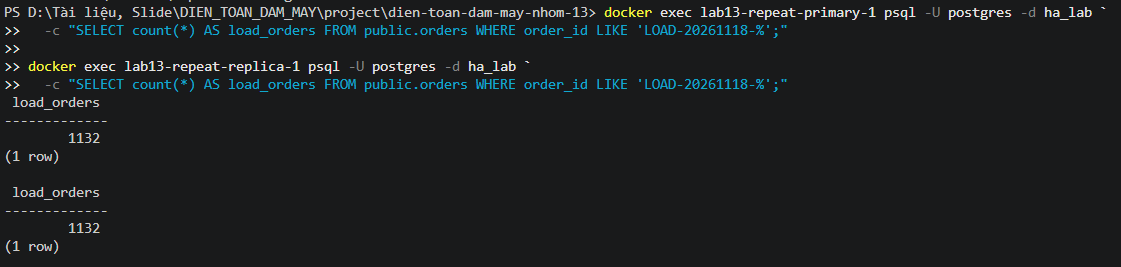 PS D:\Tài liệu, Slide\DIEN_TOAN_DAM_MAY\project\dien-toan-dam-may-nhom-13> docker exec lab13-repeat-primary-1 psql -U postgres -d ha_lab `
>>   -c "SELECT count(*) AS load_orders FROM public.orders WHERE order_id LIKE 'LOAD-20261118-%';"
>>
>> docker exec lab13-repeat-replica-1 psql -U postgres -d ha_lab `
>>   -c "SELECT count(*) AS load_orders FROM public.orders WHERE order_id LIKE 'LOAD-20261118-%';"
 load_orders
-------------
        1132
(1 row)

 load_orders
-------------
        1132
(1 row)